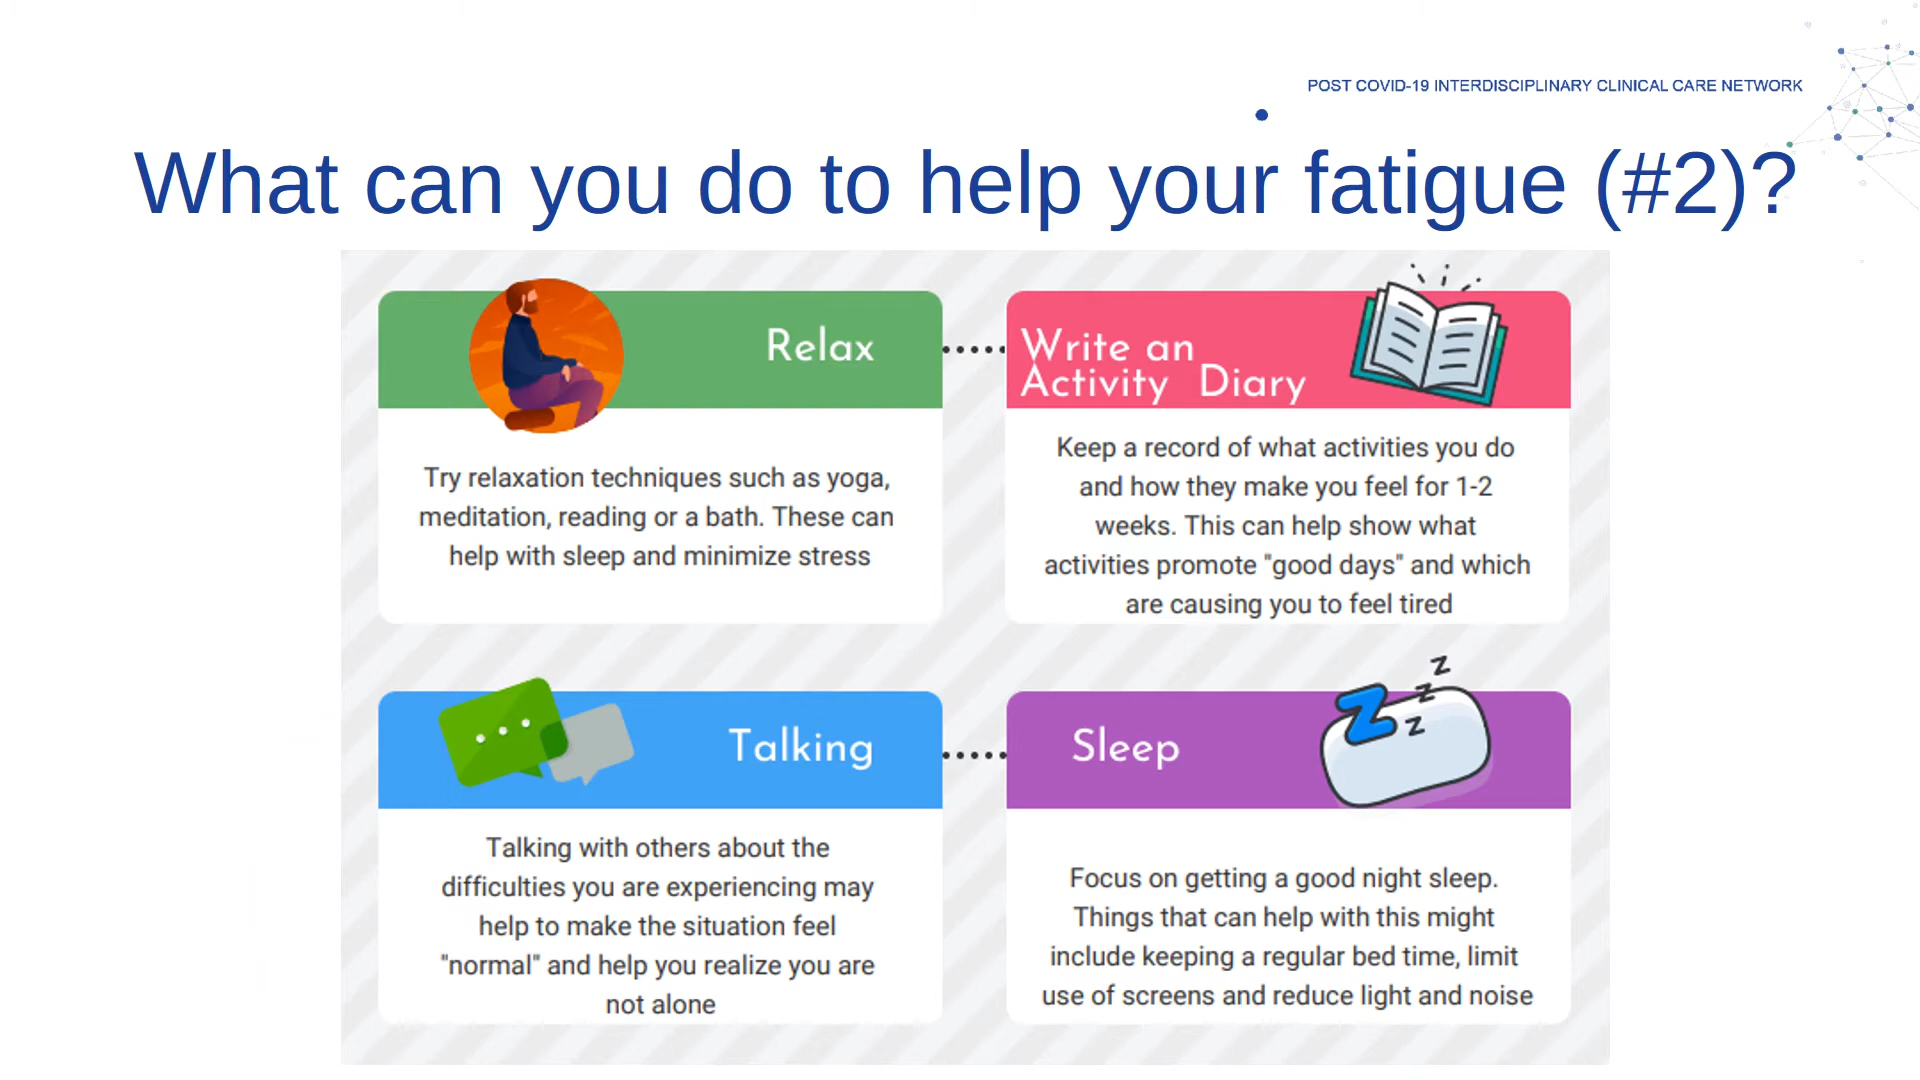 POST COVID-19 INTERDISCIPLINARY CLINICAL CARE NETWORK
What can you do to help your fatigue (#2)?
Relax
Try relaxation techniques such as yoga,
meditation, reading or a bath. These can
help with sleep and minimize stress
Write an
Activity Diary
Keep a record of what activities you do
and how they make you feel for 1-2
weeks. This can help show what
activities promote "good days" and which
are causing you to feel tired
Talking
Talking with others about the
difficulties you are experiencing may
help to make the situation feel
"normal" and help you realize you are
not alone
Sleep
Z
z
z
z
Focus on getting a good night sleep.
Things that can help with this might
include keeping a regular bed time, limit
use of screens and reduce light and noise